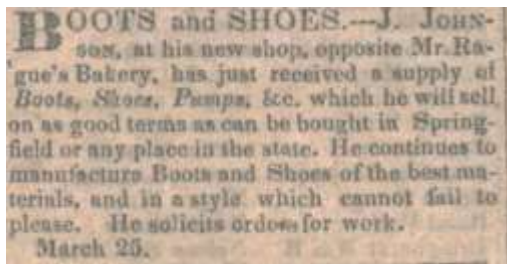 BOOTS and SHOES.—J. JOHN-
SON, at his new shop, opposite Mr. Ra-
gue's Bakery, has just received a supply of
Boots, Shoes, Pumps, &c. which he will sell
on as good terms as can be bought in Spring-
field or any place in the state. He continues to
manufacture Boots and Shoes of the best ma-
terials, and in a style which cannot fail to
please. He solicits orders for work.
March 25.